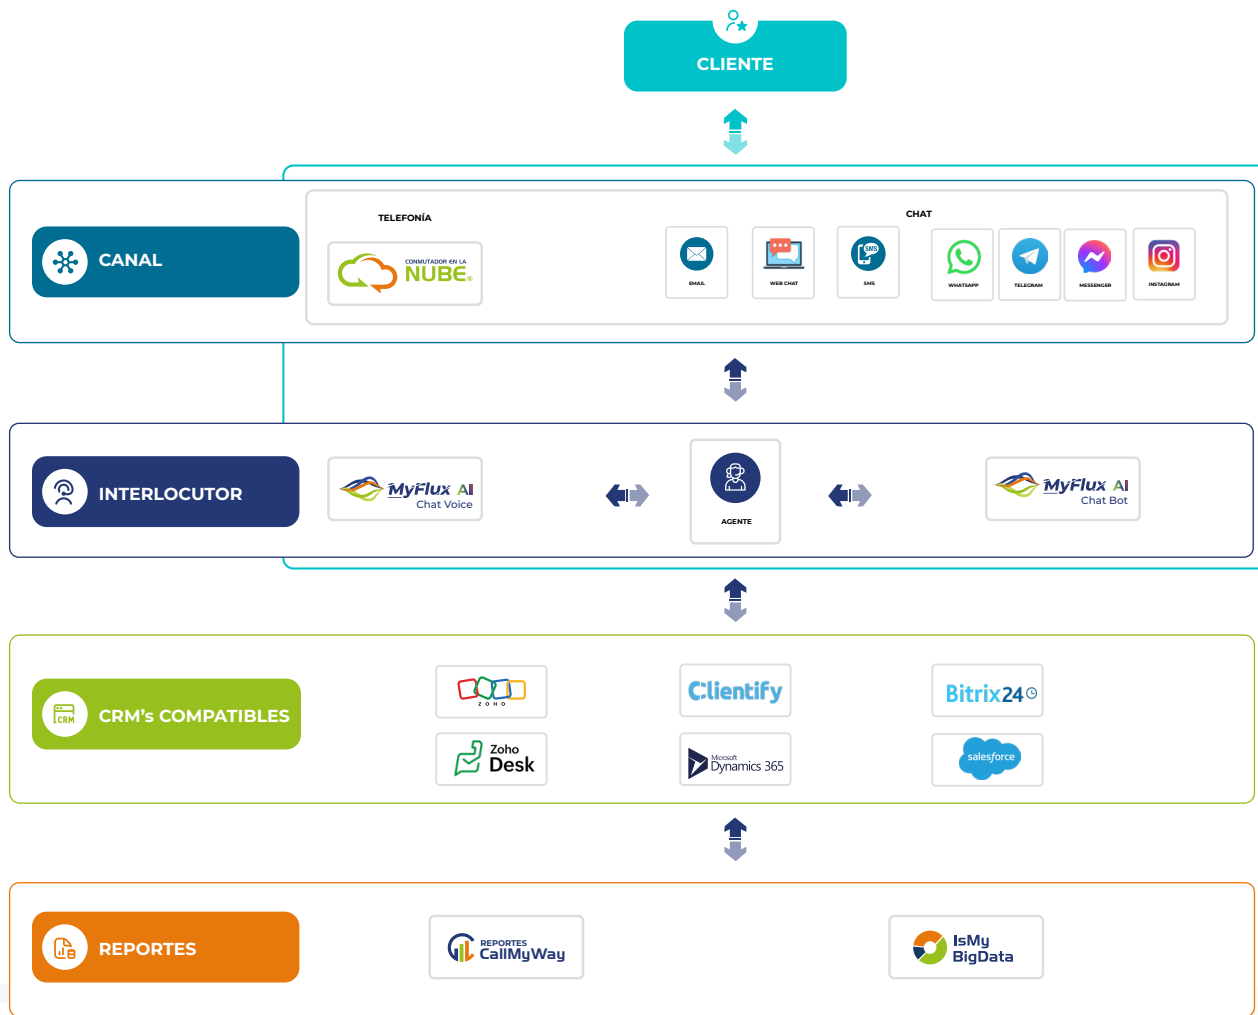 CLIENTE
CANAL
TELEFONÍA
CONMUTADOR EN LA
NUBE®
CHAT
EMAIL
WEB CHAT
SMS
SMS
WHATSAPP
TELEGRAM
MESSENGER
INSTAGRAM
INTERLOCUTOR
MyFlux AI
Chat Voice
AGENTE
MyFlux AI
Chat Bot
CRM
CRM's COMPATIBLES
ZOHO
Clientify
Bitrix24
Zoho
Desk
Microsoft
Dynamics 365
salesforce
REPORTES
REPORTES
CallMyWay
IsMy
BigData